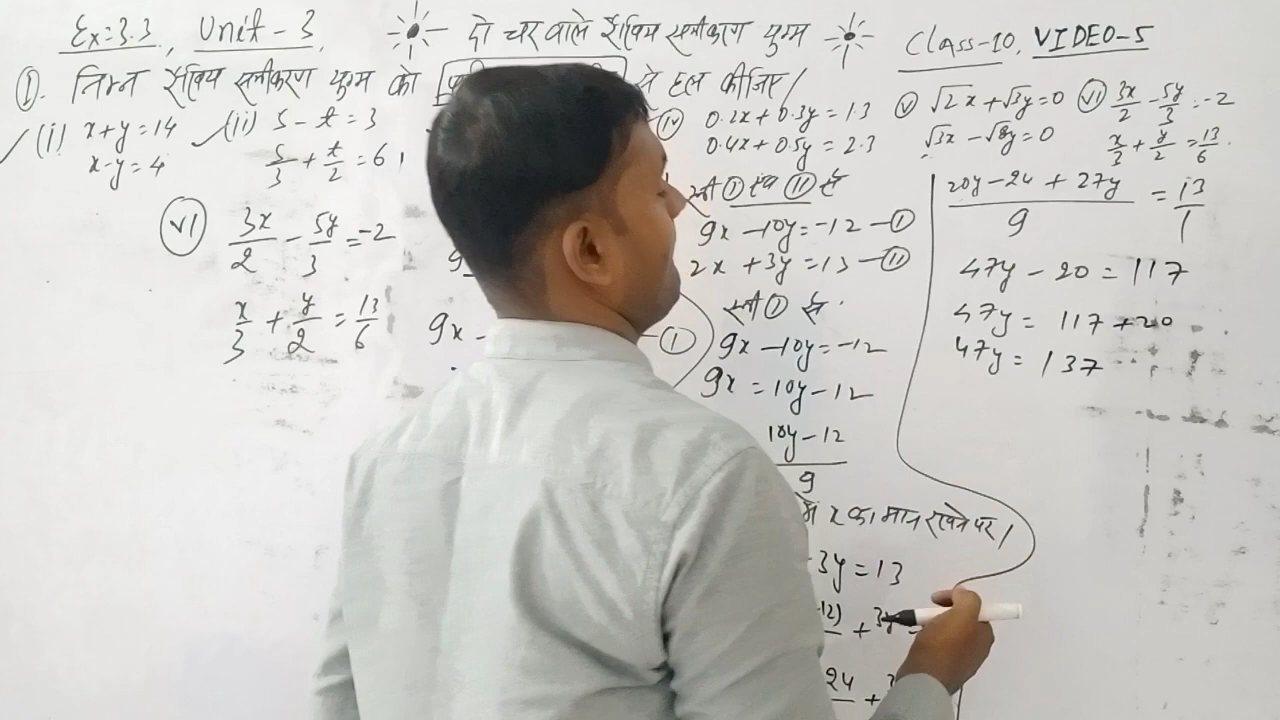 Ex=3.3, Unit-3
दो चर वाले रैखिक समीकरण युग्म
Class-10, VIDEO-5
①. निम्न रैखिक समीकरण युग्म को से हल कीजिए।
(i) x+y=14
x-y=4
(ii) s-t=3
s/3 + t/2 = 6
(iv) 0.2x + 0.3y = 1.3
0.4x + 0.5y = 2.3
(v) √2x + √3y = 0
√3x - √8y = 0
(vi) 3x/2 - 5y/3 = -2
x/3 + y/2 = 13/6
(vi) 3x/2 - 5y/3 = -2
x/3 + y/2 = 13/6
9x - ①
समी ① एवं ⑪ से
9x - 10y = -12 - ①
2x + 3y = 13 - ⑪
समी ① से
9x - 10y = -12
9x = 10y - 12
10y - 12
9
में x का मान रखने पर।
3y = 13
12) + 3y =
24 +
20y - 24 + 27y / 9 = 13/1
47y - 20 = 117
47y = 117 + 20
47y = 137